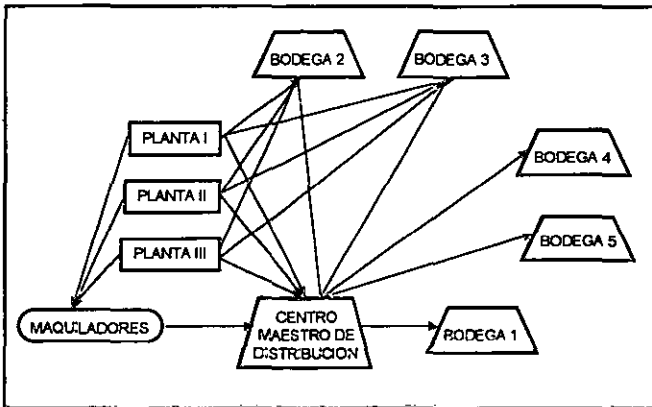 BODEGA 2
BODEGA 3
PLANTA I
BODEGA 4
PLANTA II
BODEGA 5
PLANTA III
MAQUILADORES
CENTRO
MAESTRO DE
DISTRIBUCION
BODEGA 1